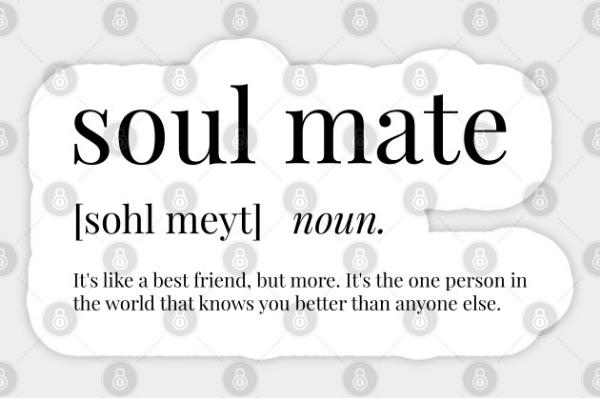 soul mate
[sohl meyt] noun.
It's like a best friend, but more. It's the one person in
the world that knows you better than anyone else.